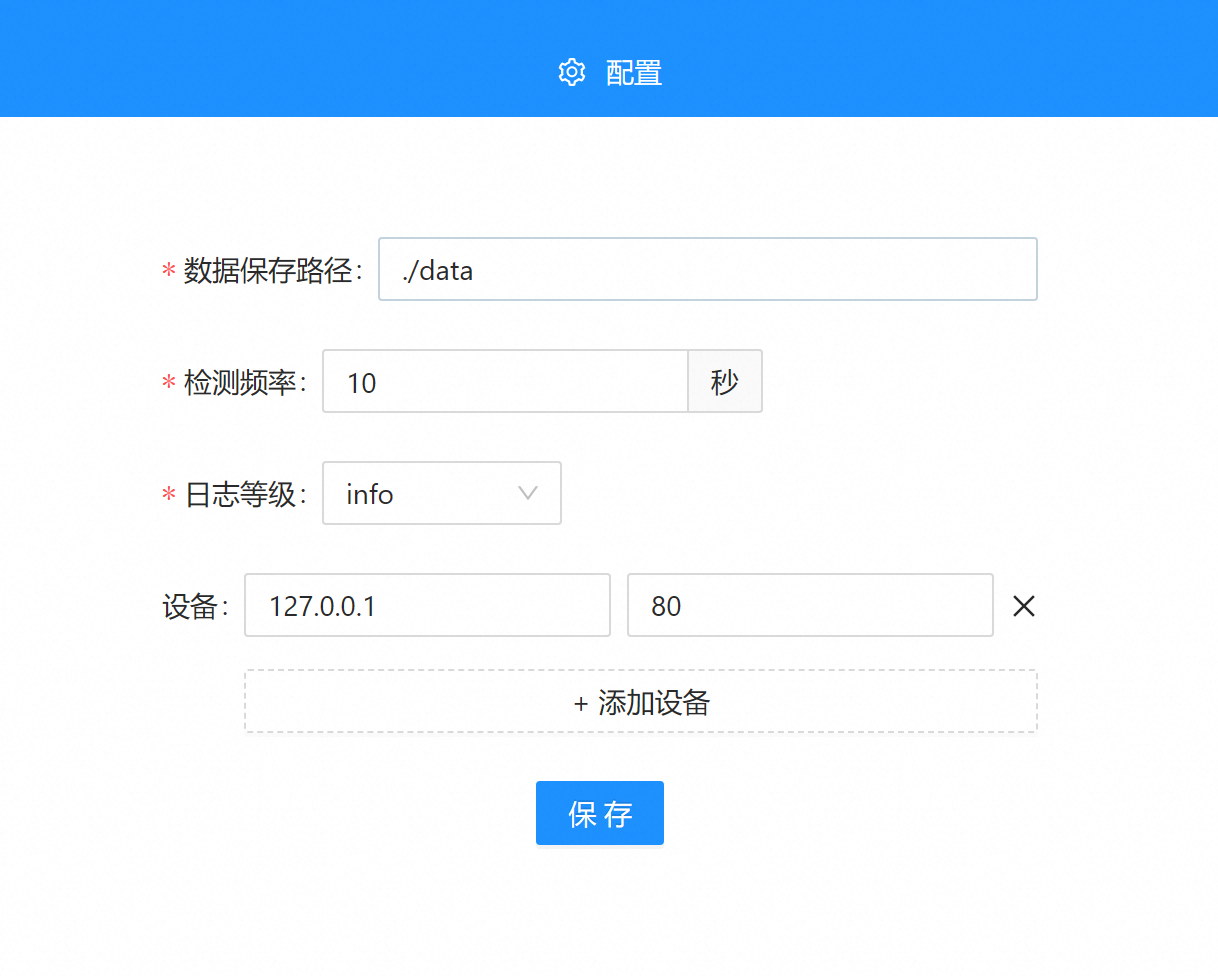 配置
* 数据保存路径: ./data
* 检测频率: 10 秒
* 日志等级: info
设备: 127.0.0.1 80
+ 添加设备
保 存